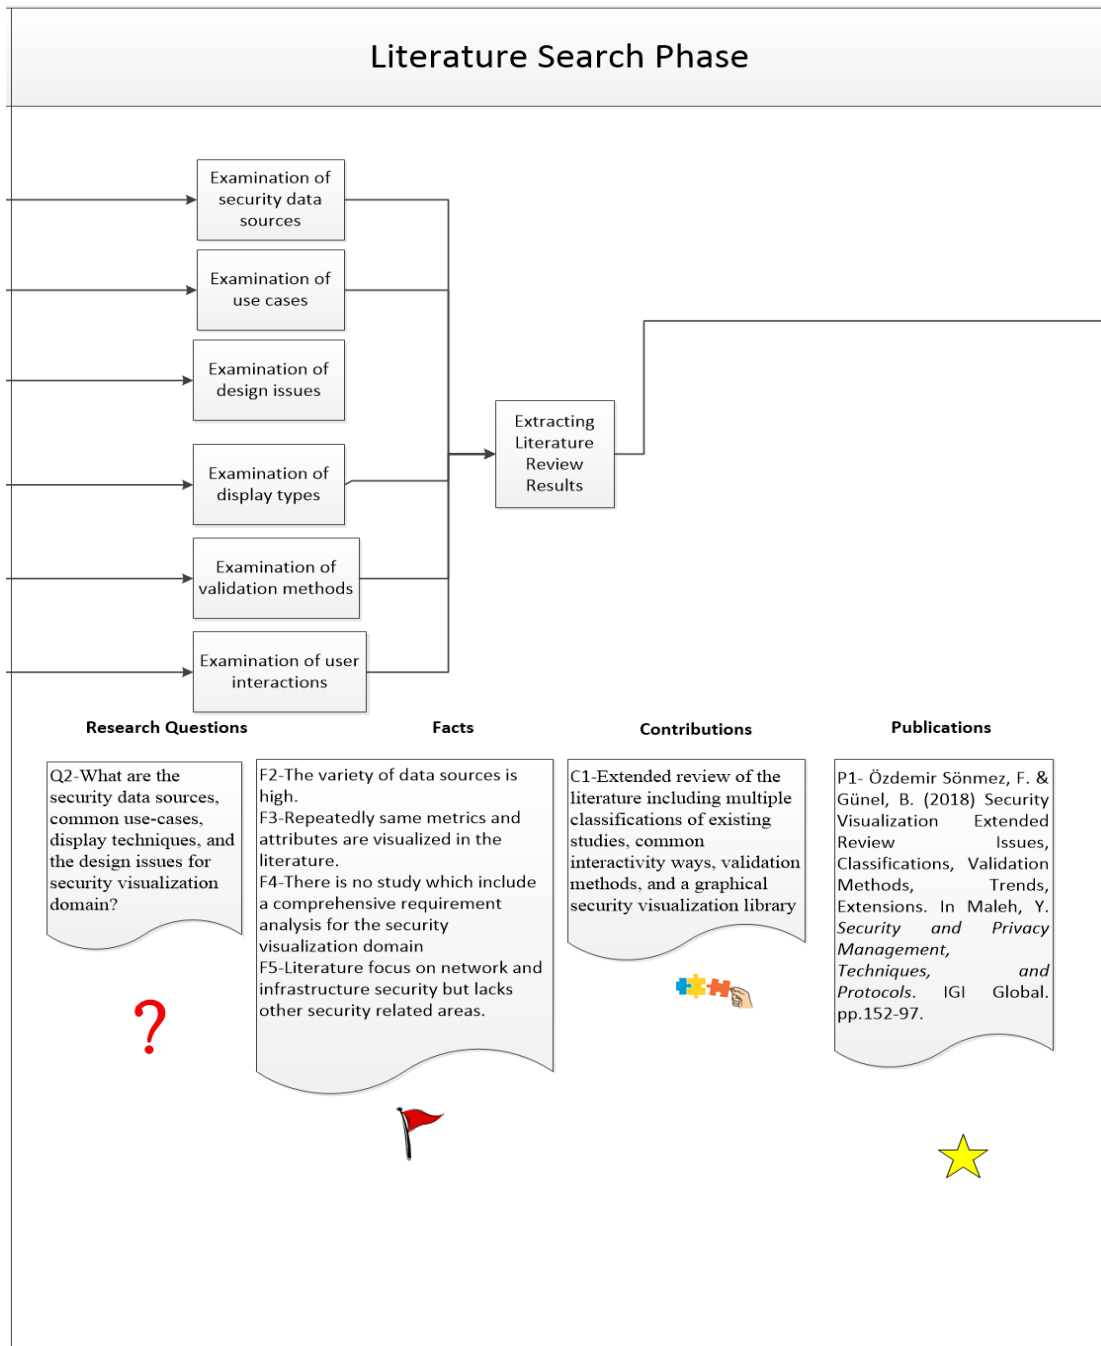 Literature Search Phase
Examination of
security data
sources
Examination of
use cases
Examination of
design issues
Examination of
display types
Examination of
validation methods
Examination of user
interactions
Extracting
Literature
Review
Results
Research Questions
Q2-What are the
security data sources,
common use-cases,
display techniques, and
the design issues for
security visualization
domain?
Facts
F2-The variety of data sources is
high.
F3-Repeatedly same metrics and
attributes are visualized in the
literature.
F4-There is no study which include
a comprehensive requirement
analysis for the security
visualization domain
F5-Literature focus on network and
infrastructure security but lacks
other security related areas.
Contributions
C1-Extended review of the
literature including multiple
classifications of existing
studies, common
interactivity ways, validation
methods, and a graphical
security visualization library
Publications
P1- Özdemir Sönmez, F. &
Günel, B. (2018) Security
Visualization Extended
Review Issues,
Classifications, Validation
Methods, Trends,
Extensions. In Maleh, Y.
Security and Privacy
Management,
Techniques, and
Protocols. IGI Global.
pp.152-97.